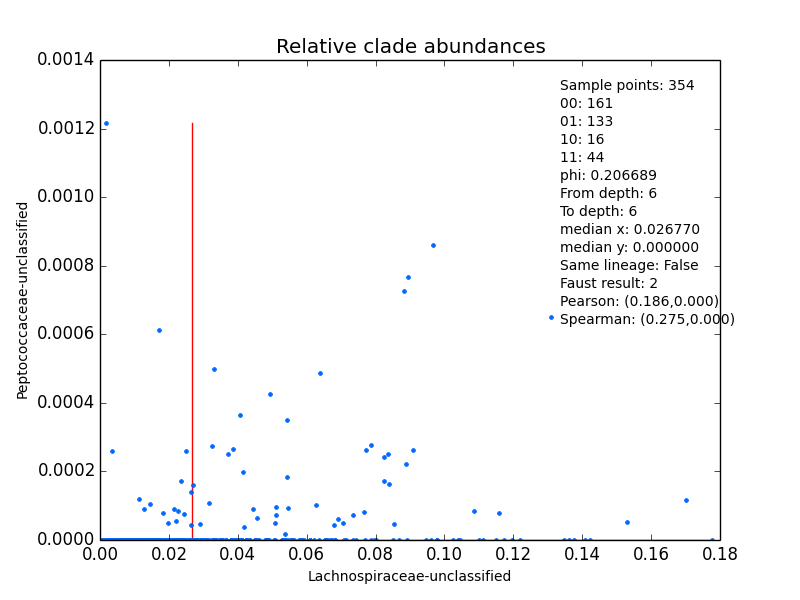 Relative clade abundances
0.0014
0.0012
0.0010
0.0008
0.0006
0.0004
0.0002
0.0000
Peptococcaceae-unclassified
Sample points: 354
00: 161
01: 133
10: 16
11: 44
phi: 0.206689
From depth: 6
To depth: 6
median x: 0.026770
median y: 0.000000
Same lineage: False
Faust result: 2
Pearson: (0.186,0.000)
Spearman: (0.275,0.000)
0.00 0.02 0.04 0.06 0.08 0.10 0.12 0.14 0.16 0.18
Lachnospiraceae-unclassified